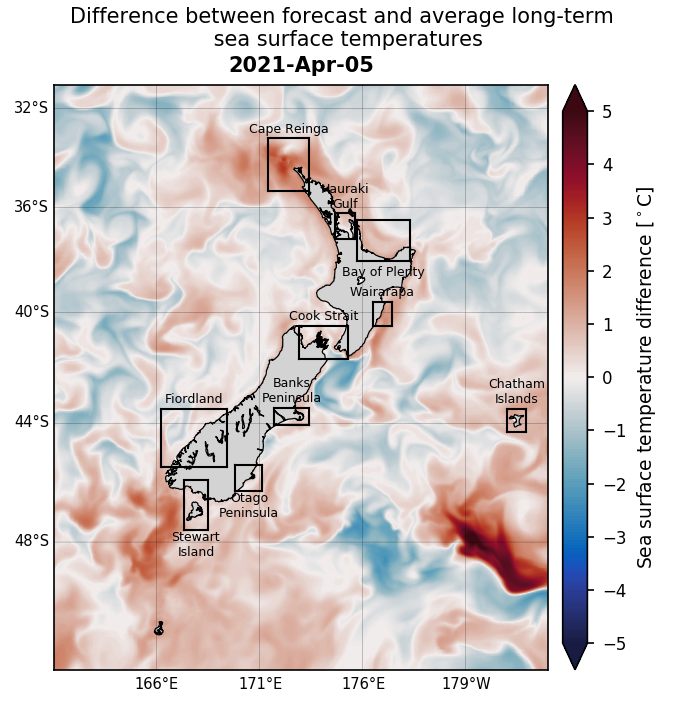 Difference between forecast and average long-term
sea surface temperatures
2021-Apr-05
32°S
36°S
40°S
44°S
48°S
166°E
171°E
176°E
179°W
Cape Reinga
Hauraki
Gulf
Bay of Plenty
Wairarapa
Cook Strait
Banks
Peninsula
Fiordland
Chatham
Islands
Otago
Peninsula
Stewart
Island
5
4
3
2
1
0
−1
−2
−3
−4
−5
Sea surface temperature difference [°C]